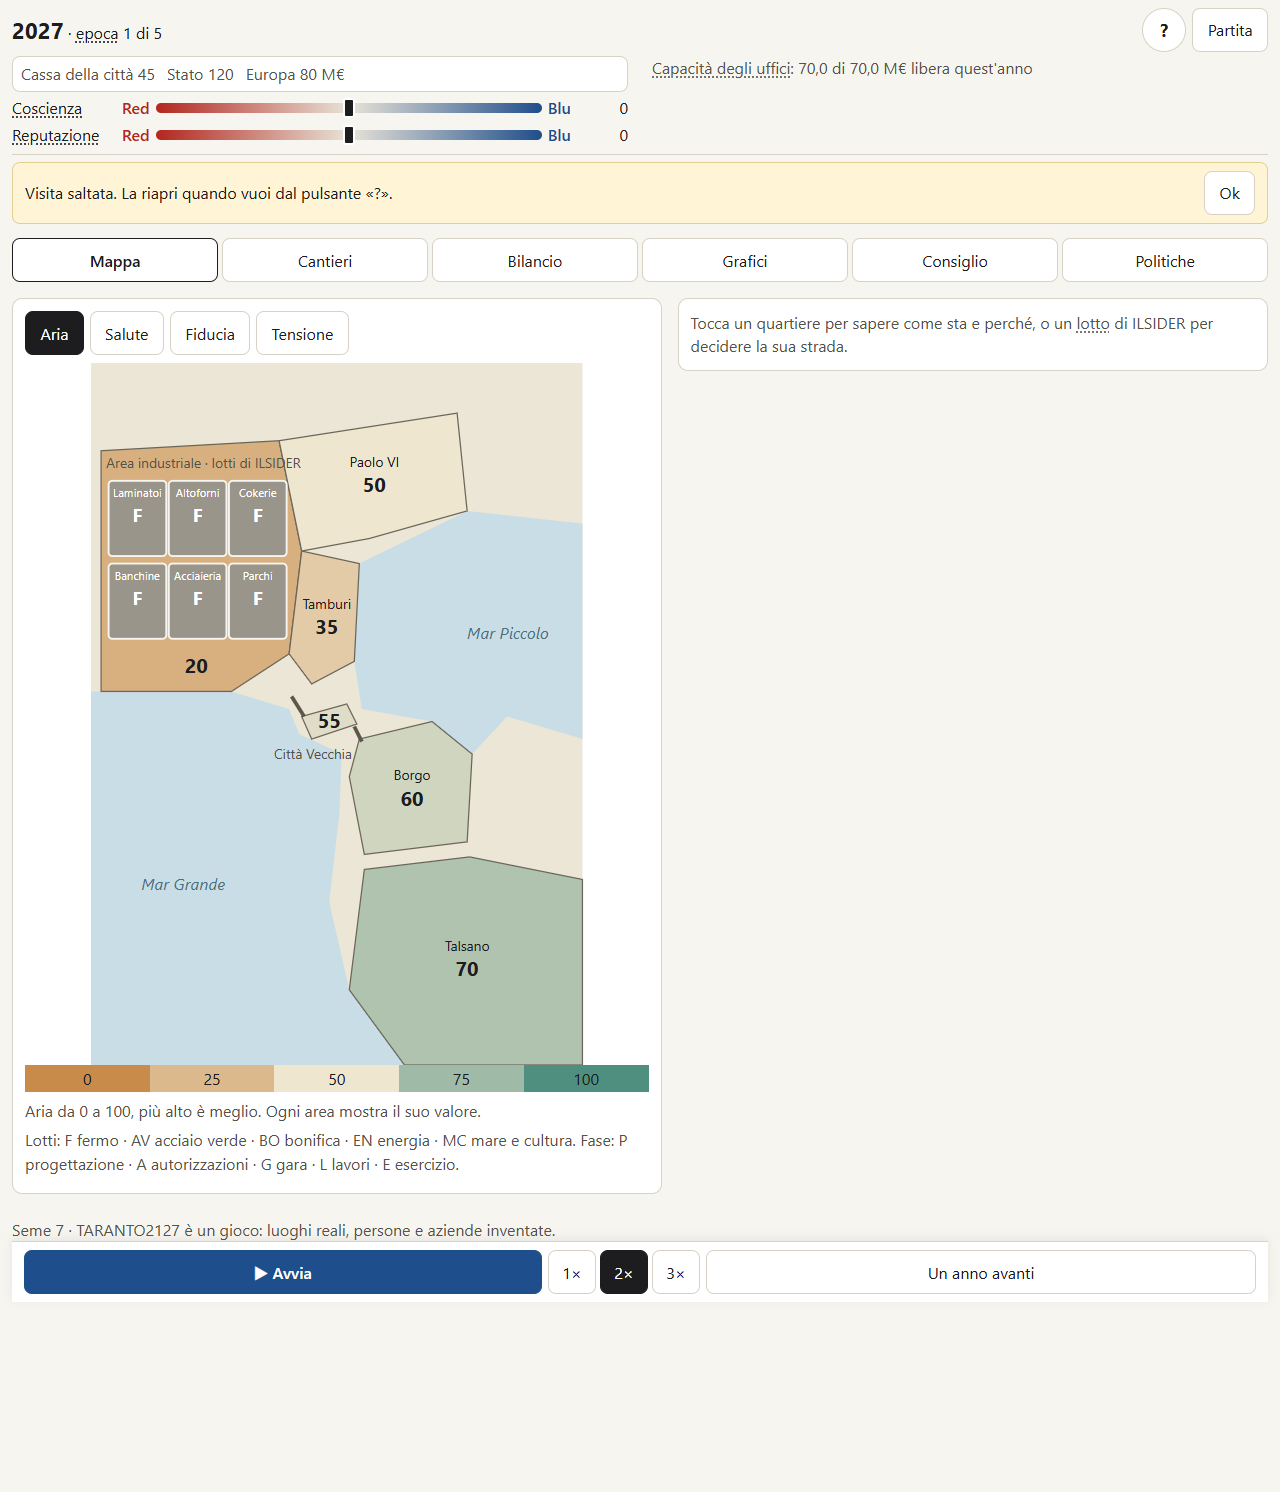 2027 · epoca 1 di 5
?
Partita
Cassa della città 45 Stato 120 Europa 80 M€
Capacità degli uffici: 70,0 di 70,0 M€ libera quest'anno
Coscienza Red Blu 0
Reputazione Red Blu 0
Visita saltata. La riapri quando vuoi dal pulsante «?».
Ok
Mappa
Cantieri
Bilancio
Grafici
Consiglio
Politiche
Aria
Salute
Fiducia
Tensione
Tocca un quartiere per sapere come sta e perché, o un lotto di ILSIDER per
decidere la sua strada.
Area industriale · lotti di ILSIDER
Paolo VI
50
Laminatoi
F
Altoforni
F
Cokerie
F
Banchine
F
Acciaieria
F
Parchi
F
20
Tamburi
35
Mar Piccolo
55
Città Vecchia
Borgo
60
Mar Grande
Talsano
70
0 25 50 75 100
Aria da 0 a 100, più alto è meglio. Ogni area mostra il suo valore.
Lotti: F fermo · AV acciaio verde · BO bonifica · EN energia · MC mare e cultura. Fase: P
progettazione · A autorizzazioni · G gara · L lavori · E esercizio.
Seme 7 · TARANTO2127 è un gioco: luoghi reali, persone e aziende inventate.
▶ Avvia
1×
2×
3×
Un anno avanti